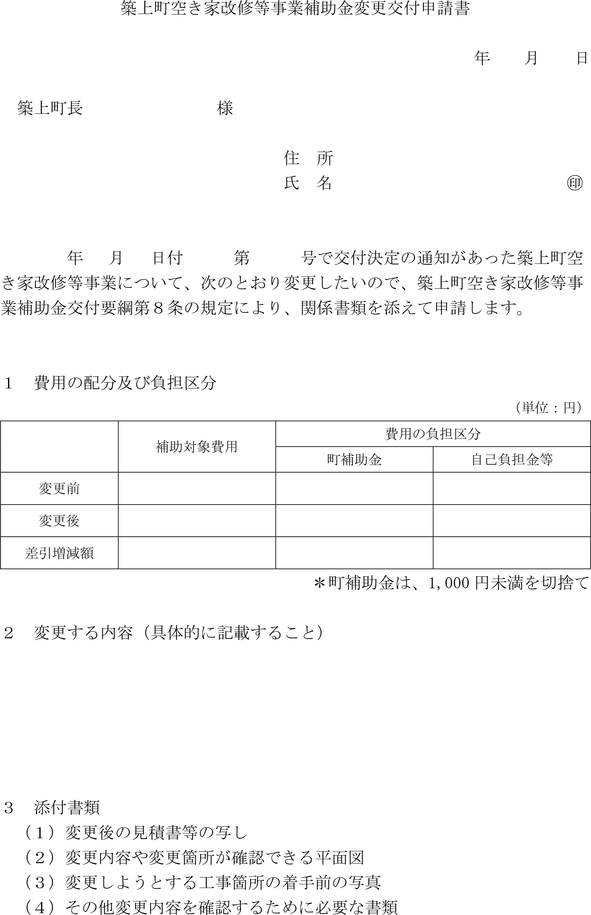 築上町空き家改修等事業補助金変更交付申請書
年　　月　　日
築上町長　　　　　　　　様
住　所
氏　名　　　　　　　　　　　　　　㊞
年　月　日付　　　第　　　号で交付決定の通知があった築上町空
き家改修等事業について、次のとおり変更したいので、築上町空き家改修等事
業補助金交付要綱第８条の規定により、関係書類を添えて申請します。
１　費用の配分及び負担区分
（単位：円）
補助対象費用
費用の負担区分
町補助金
自己負担金等
変更前
変更後
差引増減額
＊町補助金は、1,000 円未満を切捨て
２　変更する内容（具体的に記載すること）
３　添付書類
（１）変更後の見積書等の写し
（２）変更内容や変更箇所が確認できる平面図
（３）変更しようとする工事箇所の着手前の写真
（４）その他変更内容を確認するために必要な書類